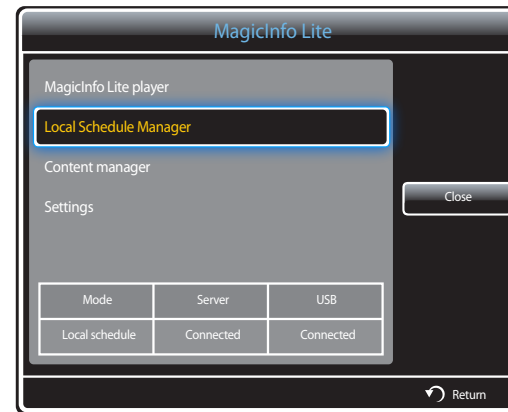 MagicInfo Lite
MagicInfo Lite player
Local Schedule Manager
Content manager
Settings
Close
Mode Server USB
Local schedule Connected Connected
Return